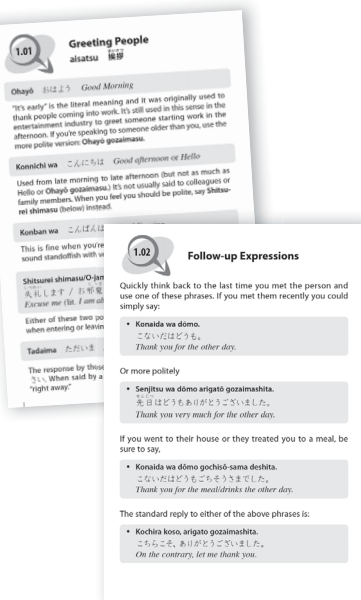 1.01
Greeting People
aisatsu 挨拶
Ohayō おはよう Good Morning
"It's early" is the literal meaning and it was originally used to
thank people coming into work. It's still used in this sense in the
entertainment industry to greet someone starting work in the
afternoon. If you're speaking to someone older than you, use the
more polite version: Ohayō gozaimasu.
Konnichi wa こんにちは Good afternoon or Hello
Used from late morning to late afternoon (but not as much as
Hello or Ohayō gozaimasu.) It's not usually said to colleagues or
family members. When you feel you should be polite, say Shitsu-
rei shimasu (below) instead.
Konban wa こんばんは
This is fine when you're
sound standoffish with
Shitsurei shimasu/O-jam
失礼します / お邪魔
Excuse me (lit. I am ab
Either of these two po
when entering or leavin
Tadaima ただいま
The response by those
さい. When said by a
"right away."
1.02
Follow-up Expressions
Quickly think back to the last time you met the person and
use one of these phrases. If you met them recently you could
simply say:
• Konaida wa dōmo.
こないだはどうも。
Thank you for the other day.
Or more politely
• Senjitsu wa dōmo arigatō gozaimashita.
せんじつ
先日はどうもありがとうございました。
Thank you very much for the other day.
If you went to their house or they treated you to a meal, be
sure to say,
• Konaida wa dōmo gochisō-sama deshita.
こないだはどうもごちそうさまでした。
Thank you for the meal/drinks the other day.
The standard reply to either of the above phrases is:
• Kochira koso, arigato gozaimashita.
こちらこそ、ありがとうございました。
On the contrary, let me thank you.